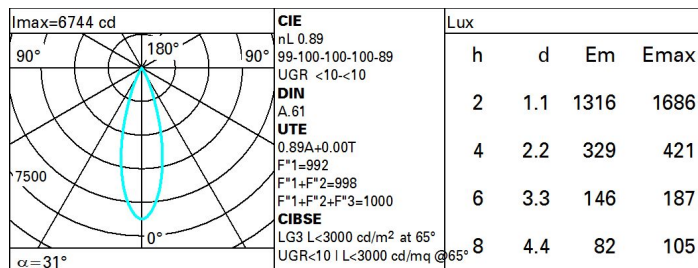 Imax=6744 cd
90°
180°
90°
7500
0°
α=31°
CIE
nL 0.89
99-100-100-100-89
UGR <10-<10
DIN
A.61
UTE
0.89A+0.00T
F"1=992
F"1+F"2=998
F"1+F"2+F"3=1000
CIBSE
LG3 L<3000 cd/m² at 65°
UGR<10 | L<3000 cd/mq @65°
Lux
h d Em Emax
2 1.1 1316 1686
4 2.2 329 421
6 3.3 146 187
8 4.4 82 105